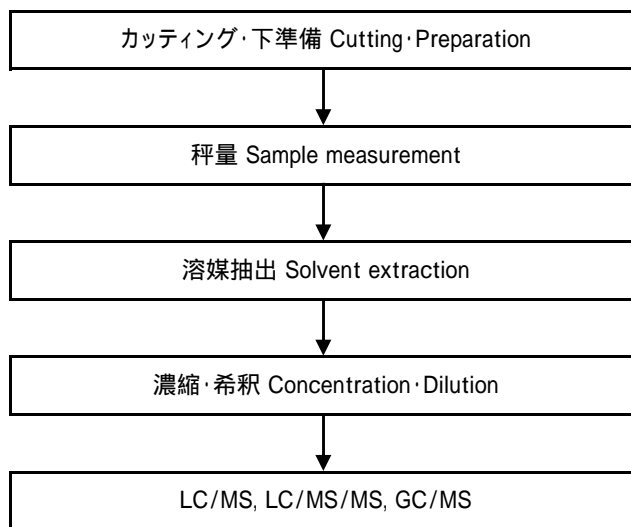 カッティング･下準備 Cutting･Preparation
秤量 Sample measurement
溶媒抽出 Solvent extraction
濃縮･希釈 Concentration･Dilution
LC/MS, LC/MS/MS, GC/MS